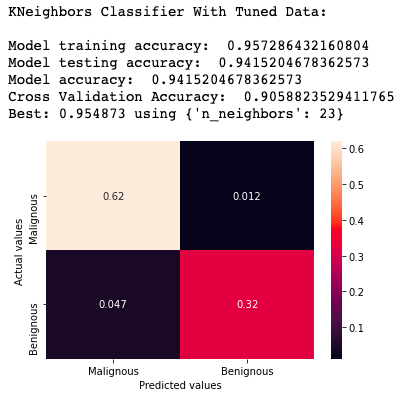 KNeighbors Classifier With Tuned Data:
Model training accuracy:  0.957286432160804
Model testing accuracy:  0.9415204678362573
Model accuracy:  0.9415204678362573
Cross Validation Accuracy:  0.9058823529411765
Best: 0.954873 using {'n_neighbors': 23}
0.62
0.012
0.047
0.32
Actual values
Malignous
Benignous
Malignous
Benignous
Predicted values
0.6
0.5
0.4
0.3
0.2
0.1